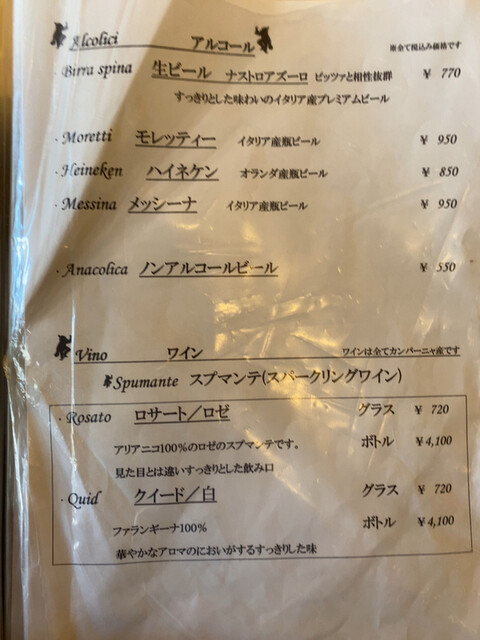 Alcolici アルコール ※全て税込み価格です
・Birra spina 生ビール ナストロアズーロ ピッツァと相性抜群 ¥ 770
すっきりとした味わいのイタリア産プレミアムビール
・Moretti モレッティー イタリア産瓶ビール ¥ 950
・Heineken ハイネケン オランダ産瓶ビール ¥ 850
・Messina メッシーナ イタリア産瓶ビール ¥ 950
・Anacolica ノンアルコールビール ¥ 550
Vino ワイン ワインは全てカンパーニャ産です
Spumante スプマンテ(スパークリングワイン)
・Rosato ロサート／ロゼ グラス ¥ 720
ボトル ¥4,100
アリアニコ100%のロゼのスプマンテです。
見た目とは違いすっきりとした飲み口
・Quid クイード／白 グラス ¥ 720
ボトル ¥4,100
ファランギーナ100%
華やかなアロマのにおいがするすっきりした味